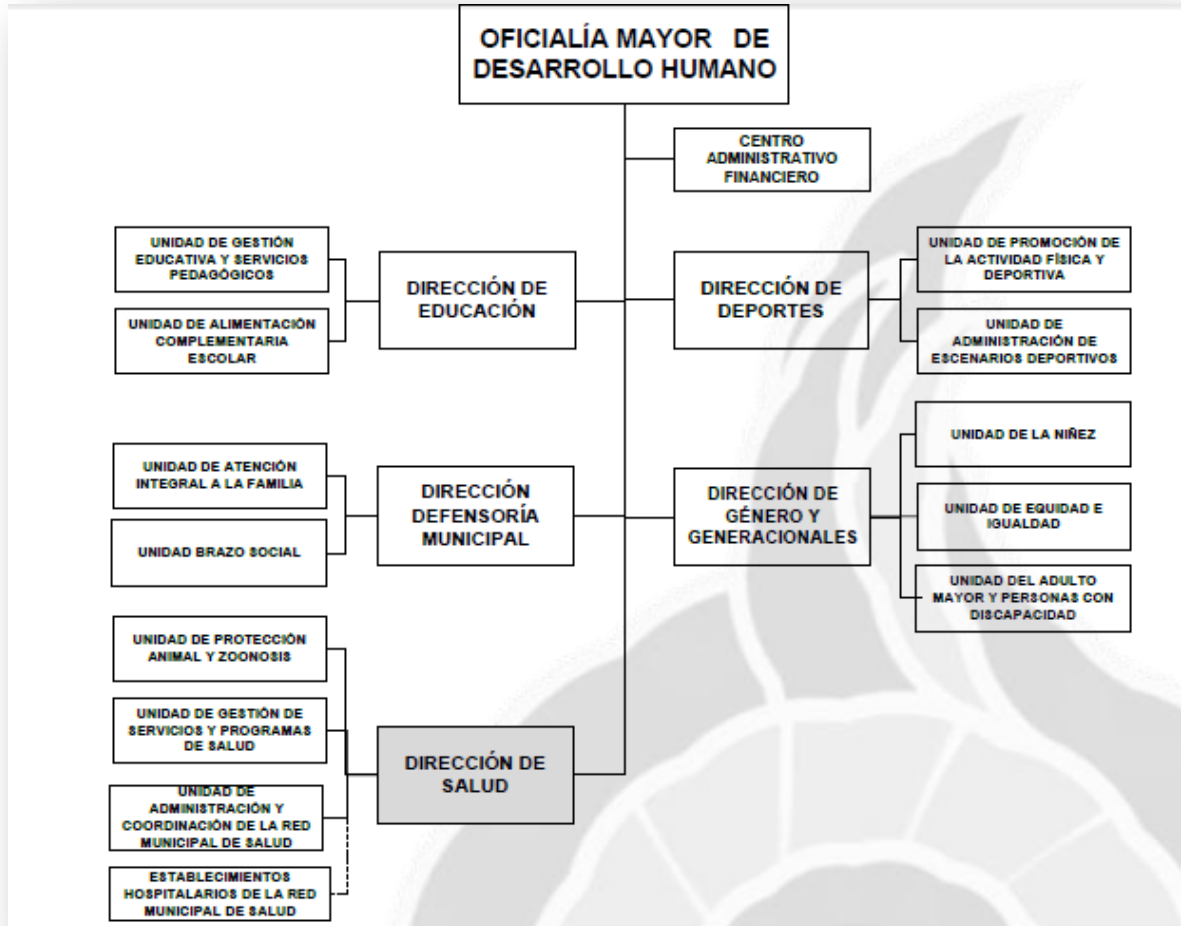 OFICIALÍA MAYOR DE
DESARROLLO HUMANO
CENTRO
ADMINISTRATIVO
FINANCIERO
UNIDAD DE GESTIÓN
EDUCATIVA Y SERVICIOS
PEDAGÓGICOS
UNIDAD DE ALIMENTACIÓN
COMPLEMENTARIA
ESCOLAR
DIRECCIÓN DE
EDUCACIÓN
DIRECCIÓN DE
DEPORTES
UNIDAD DE PROMOCIÓN DE
LA ACTIVIDAD FÍSICA Y
DEPORTIVA
UNIDAD DE
ADMINISTRACIÓN DE
ESCENARIOS DEPORTIVOS
UNIDAD DE ATENCIÓN
INTEGRAL A LA FAMILIA
UNIDAD BRAZO SOCIAL
DIRECCIÓN
DEFENSORÍA
MUNICIPAL
DIRECCIÓN DE
GÉNERO Y
GENERACIONALES
UNIDAD DE LA NIÑEZ
UNIDAD DE EQUIDAD E
IGUALDAD
UNIDAD DEL ADULTO
MAYOR Y PERSONAS CON
DISCAPACIDAD
UNIDAD DE PROTECCIÓN
ANIMAL Y ZOONOSIS
UNIDAD DE GESTIÓN DE
SERVICIOS Y PROGRAMAS
DE SALUD
UNIDAD DE
ADMINISTRACIÓN Y
COORDINACIÓN DE LA RED
MUNICIPAL DE SALUD
ESTABLECIMIENTOS
HOSPITALARIOS DE LA RED
MUNICIPAL DE SALUD
DIRECCIÓN DE
SALUD